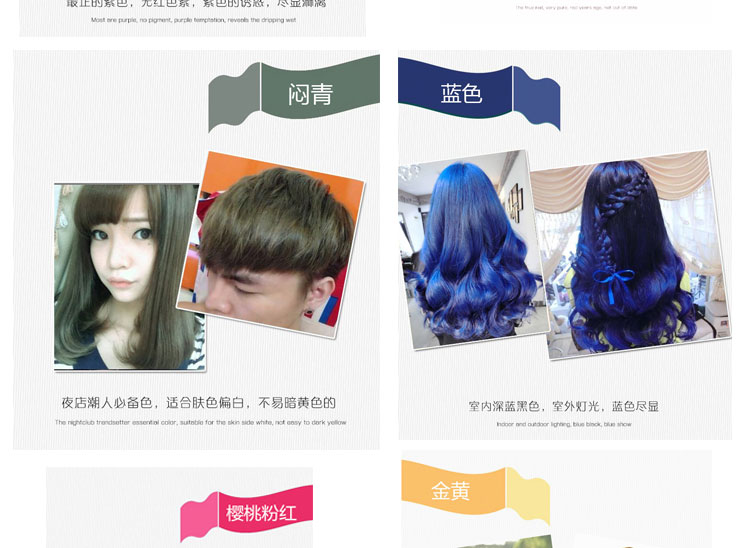 最正的紫色，无红色素，紫色的诱惑，尽显淋漓
Most are purple, no pigment, purple temptation, reveals the dripping wet
闷青
夜店潮人必备色，适合肤色偏白，不易暗黄色的
The nightclub trendsetter essential color, suitable for the skin side white, not easy to dark yellow
蓝色
室内深蓝黑色，室外灯光，蓝色尽显
Indoor and outdoor lighting, blue black, blue show
樱桃粉红
金黄